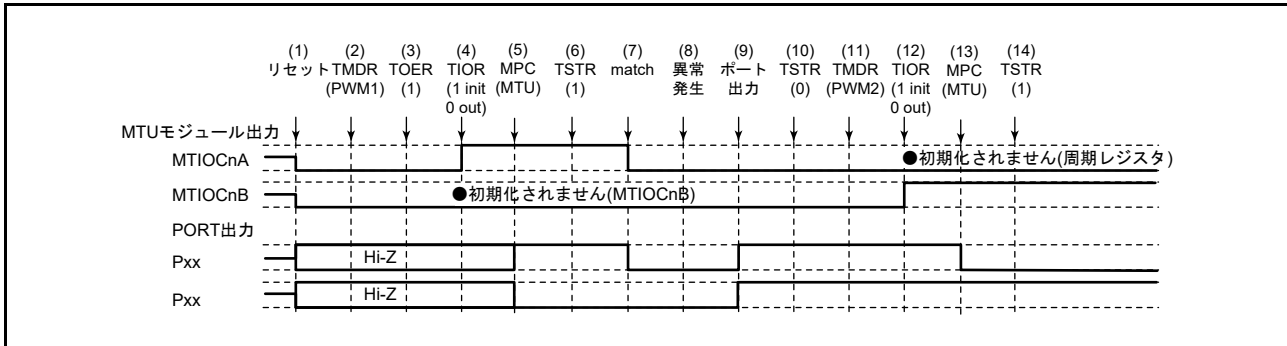 (1) (2) (3) (4) (5) (6) (7) (8) (9) (10) (11) (12) (13) (14)
リセット TMDR TOER TIOR MPC TSTR match 異常 ポート TSTR TMDR TIOR MPC TSTR
(PWM1) (1) (1 init (MTU) (1) 発生 出力 (0) (PWM2) (1 init (MTU) (1)
0 out) 0 out)
MTUモジュール出力
MTIOCnA ●初期化されません(周期レジスタ)
MTIOCnB ●初期化されません(MTIOCnB)
PORT出力
Pxx Hi-Z
Pxx Hi-Z